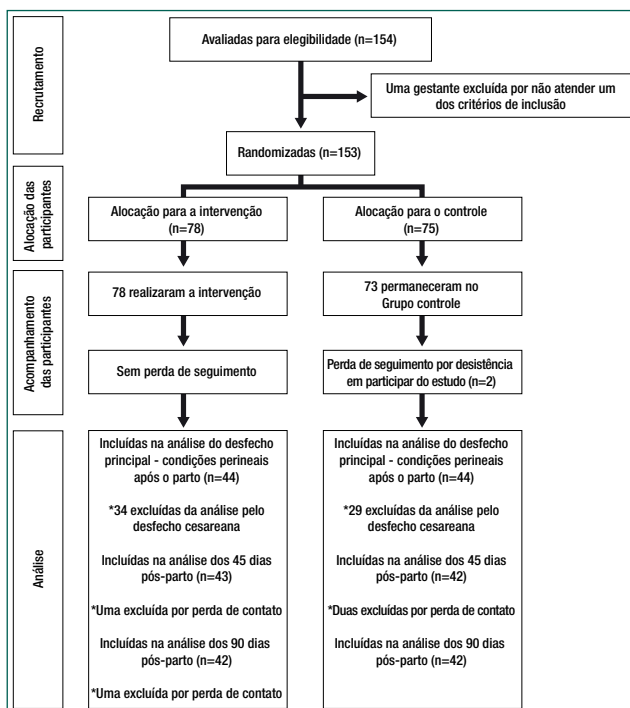 Recrutamento
Avaliadas para elegibilidade (n=154)
Uma gestante excluída por não atender um
dos critérios de inclusão
Randomizadas (n=153)
Alocação das
participantes
Alocação para a intervenção
(n=78)
Alocação para o controle
(n=75)
Acompanhamento
das participantes
78 realizaram a intervenção
73 permaneceram no
Grupo controle
Sem perda de seguimento
Perda de seguimento por desistência
em participar do estudo (n=2)
Análise
Incluídas na análise do desfecho
principal - condições perineais
após o parto (n=44)
*34 excluídas da análise pelo
desfecho cesareana
Incluídas na análise dos 45 dias
pós-parto (n=43)
*Uma excluída por perda de contato
Incluídas na análise dos 90 dias
pós-parto (n=42)
*Uma excluída por perda de contato
Incluídas na análise do desfecho
principal - condições perineais
após o parto (n=44)
*29 excluídas da análise pelo
desfecho cesareana
Incluídas na análise dos 45 dias
pós-parto (n=42)
*Duas excluídas por perda de contato
Incluídas na análise dos 90 dias
pós-parto (n=42)